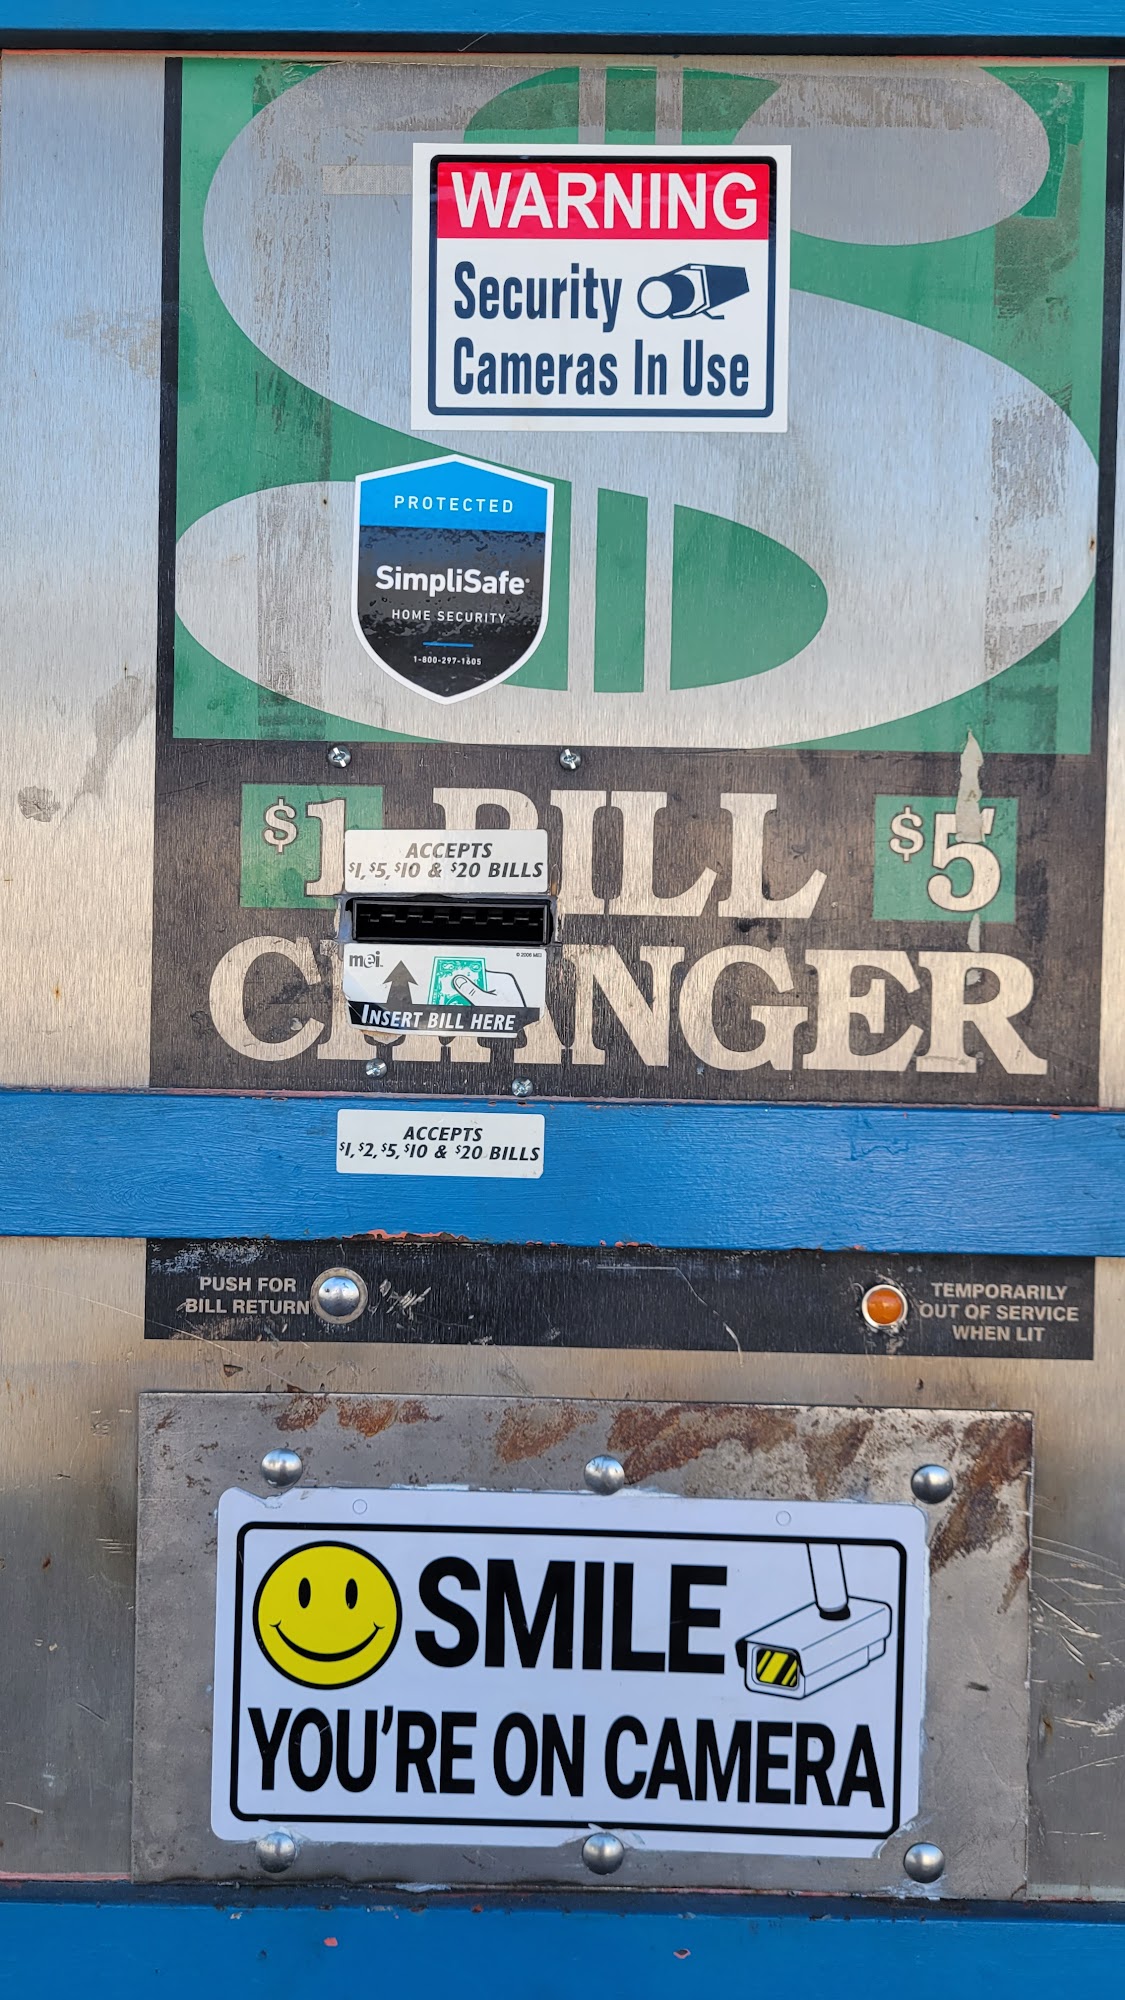 WARNING
Security
Cameras In Use
PROTECTED
SimpliSafe
HOME SECURITY
1-800-297-1605
$1 BILL $5
CHANGER
ACCEPTS
$1, $5, $10 & $20 BILLS
mei
© 2006 MEI
INSERT BILL HERE
ACCEPTS
$1, $2, $5, $10 & $20 BILLS
PUSH FOR
BILL RETURN
TEMPORARILY
OUT OF SERVICE
WHEN LIT
SMILE
YOU'RE ON CAMERA